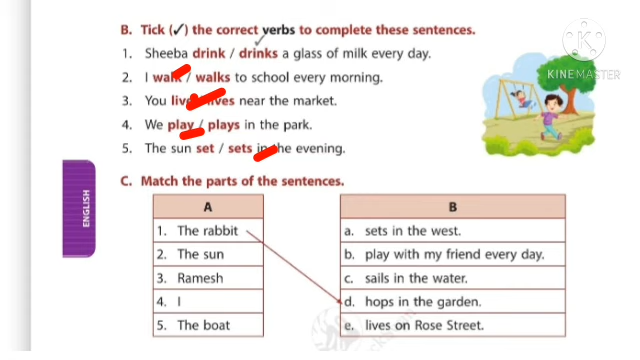 B. Tick (✓) the correct verbs to complete these sentences.
1. Sheeba drink / drinks a glass of milk every day.
2. I walk / walks to school every morning.
KINEMASTER
3. You live / lives near the market.
4. We play / plays in the park.
5. The sun set / sets in the evening.
C. Match the parts of the sentences.
ENGLISH
A B
1. The rabbit a. sets in the west.
2. The sun b. play with my friend every day.
3. Ramesh c. sails in the water.
4. I d. hops in the garden.
5. The boat e. lives on Rose Street.